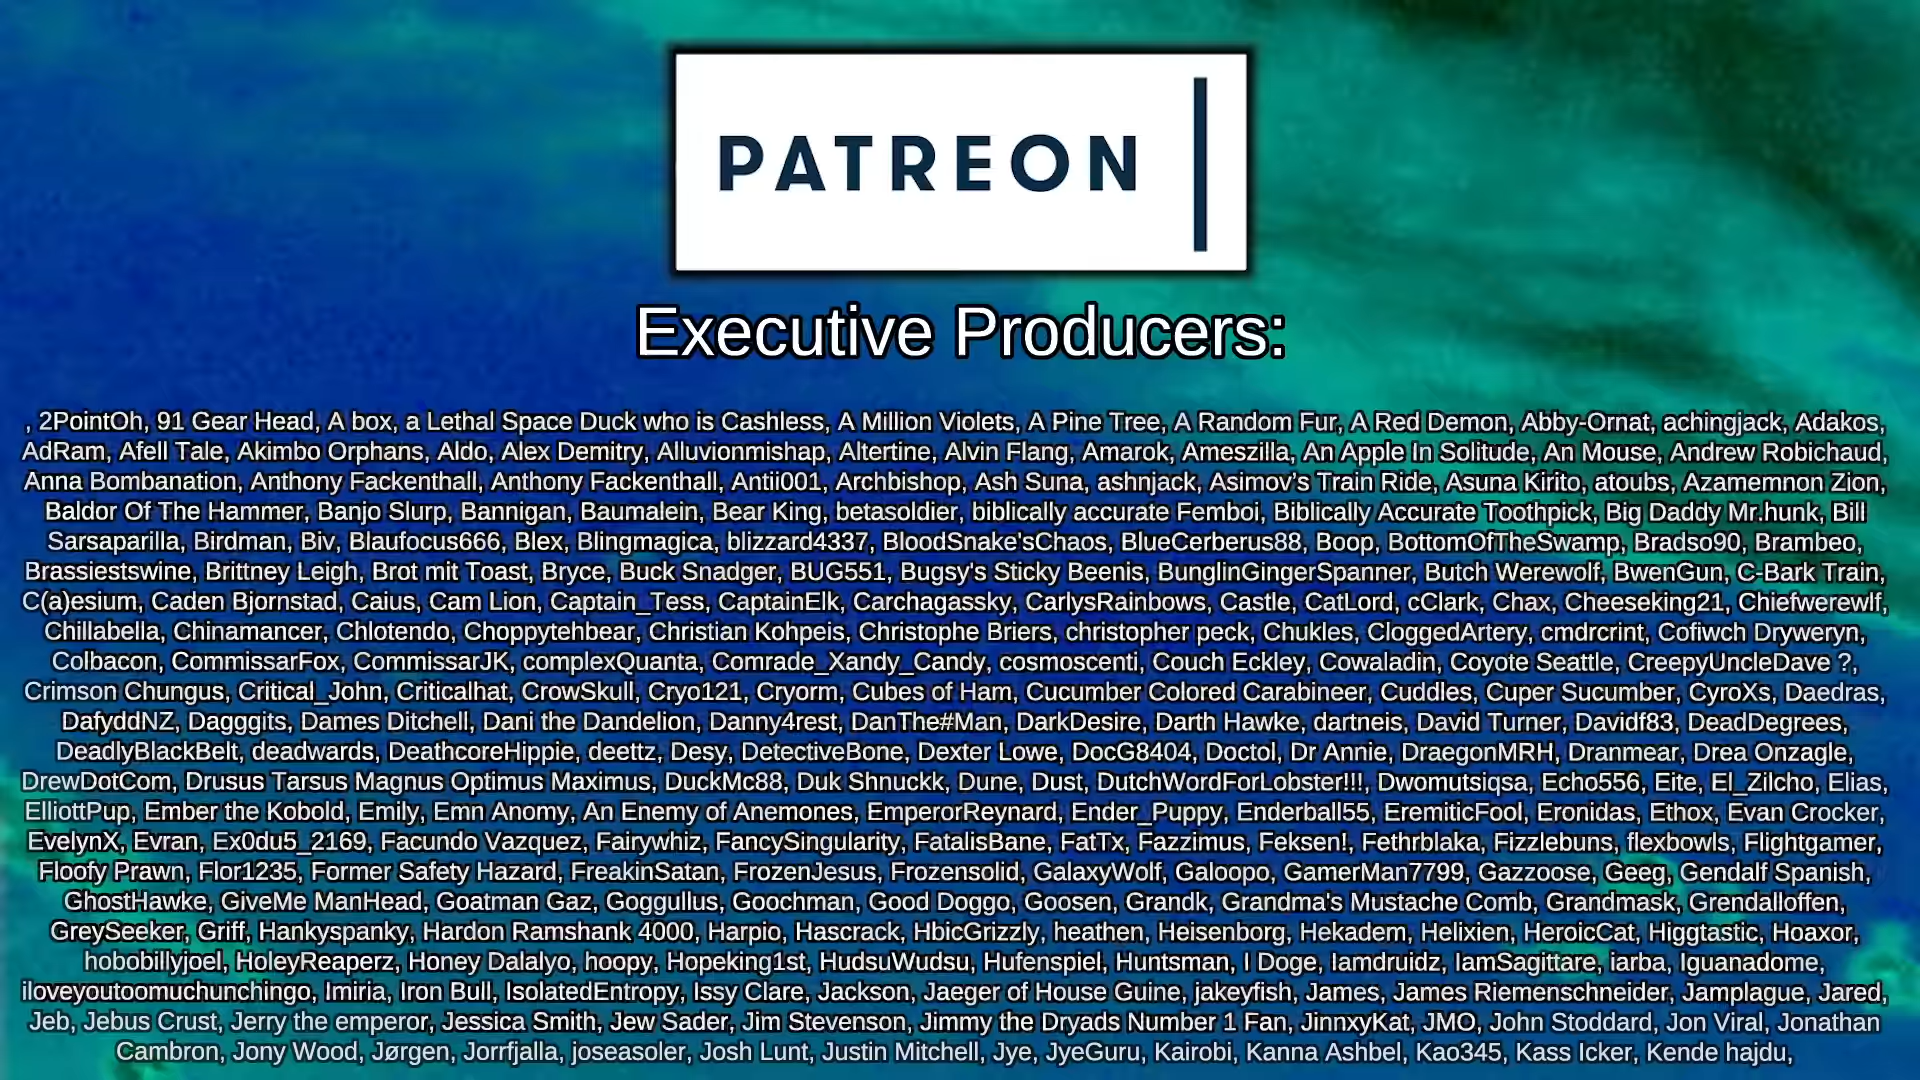 PATREON
Executive Producers:
, 2PointOh, 91 Gear Head, A box, a Lethal Space Duck who is Cashless, A Million Violets, A Pine Tree, A Random Fur, A Red Demon, Abby-Ornat, achingjack, Adakos,
AdRam, Afell Tale, Akimbo Orphans, Aldo, Alex Demitry, Alluvionmishap, Altertine, Alvin Flang, Amarok, Ameszilla, An Apple In Solitude, An Mouse, Andrew Robichaud,
Anna Bombanation, Anthony Fackenthall, Anthony Fackenthall, Antii001, Archbishop, Ash Suna, ashnjack, Asimov's Train Ride, Asuna Kirito, atoubs, Azamemnon Zion,
Baldor Of The Hammer, Banjo Slurp, Bannigan, Baumalein, Bear King, betasoldier, biblically accurate Femboi, Biblically Accurate Toothpick, Big Daddy Mr.hunk, Bill
Sarsaparilla, Birdman, Biv, Blaufocus666, Blex, Blingmagica, blizzard4337, BloodSnake'sChaos, BlueCerberus88, Boop, BottomOfTheSwamp, Bradso90, Brambeo,
Brassiestswine, Brittney Leigh, Brot mit Toast, Bryce, Buck Snadger, BUG551, Bugsy's Sticky Beenis, BunglinGingerSpanner, Butch Werewolf, BwenGun, C-Bark Train,
C(a)esium, Caden Bjornstad, Caius, Cam Lion, Captain_Tess, CaptainElk, Carchagassky, CarlysRainbows, Castle, CatLord, cClark, Chax, Cheeseking21, Chiefwerewlf,
Chillabella, Chinamancer, Chlotendo, Choppytehbear, Christian Kohpeis, Christophe Briers, christopher peck, Chukles, CloggedArtery, cmdrcrint, Cofiwch Dryweryn,
Colbacon, CommissarFox, CommissarJK, complexQuanta, Comrade_Xandy_Candy, cosmoscenti, Couch Eckley, Cowaladin, Coyote Seattle, CreepyUncleDave ?,
Crimson Chungus, Critical_John, Criticalhat, CrowSkull, Cryo121, Cryorm, Cubes of Ham, Cucumber Colored Carabineer, Cuddles, Cuper Sucumber, CyroXs, Daedras,
DafyddNZ, Dagggits, Dames Ditchell, Dani the Dandelion, Danny4rest, DanThe#Man, DarkDesire, Darth Hawke, dartneis, David Turner, Davidf83, DeadDegrees,
DeadlyBlackBelt, deadwards, DeathcoreHippie, deettz, Desy, DetectiveBone, Dexter Lowe, DocG8404, Doctol, Dr Annie, DraegonMRH, Dranmear, Drea Onzagle,
DrewDotCom, Drusus Tarsus Magnus Optimus Maximus, DuckMc88, Duk Shnuckk, Dune, Dust, DutchWordForLobster!!!, Dwomutsiqsa, Echo556, Eite, El_Zilcho, Elias,
ElliottPup, Ember the Kobold, Emily, Emn Anomy, An Enemy of Anemones, EmperorReynard, Ender_Puppy, Enderball55, EremiticFool, Eronidas, Ethox, Evan Crocker,
EvelynX, Evran, Ex0du5_2169, Facundo Vazquez, Fairywhiz, FancySingularity, FatalisBane, FatTx, Fazzimus, Feksen!, Fethrblaka, Fizzlebuns, flexbowls, Flightgamer,
Floofy Prawn, Flor1235, Former Safety Hazard, FreakinSatan, FrozenJesus, Frozensolid, GalaxyWolf, Galoopo, GamerMan7799, Gazzoose, Geeg, Gendalf Spanish,
GhostHawke, GiveMe ManHead, Goatman Gaz, Goggullus, Goochman, Good Doggo, Goosen, Grandk, Grandma's Mustache Comb, Grandmask, Grendalloffen,
GreySeeker, Griff, Hankyspanky, Hardon Ramshank 4000, Harpio, Hascrack, HbicGrizzly, heathen, Heisenborg, Hekadem, Helixien, HeroicCat, Higgtastic, Hoaxor,
hobobillyjoel, HoleyReaperz, Honey Dalalyo, hoopy, Hopeking1st, HudsuWudsu, Hufenspiel, Huntsman, I Doge, Iamdruidz, IamSagittare, iarba, Iguanadome,
iloveyoutoomuchunchingo, Imiria, Iron Bull, IsolatedEntropy, Issy Clare, Jackson, Jaeger of House Guine, jakeyfish, James, James Riemenschneider, Jamplague, Jared,
Jeb, Jebus Crust, Jerry the emperor, Jessica Smith, Jew Sader, Jim Stevenson, Jimmy the Dryads Number 1 Fan, JinnxyKat, JMO, John Stoddard, Jon Viral, Jonathan
Cambron, Jony Wood, Jørgen, Jorrfjalla, joseasoler, Josh Lunt, Justin Mitchell, Jye, JyeGuru, Kairobi, Kanna Ashbel, Kao345, Kass Icker, Kende hajdu,